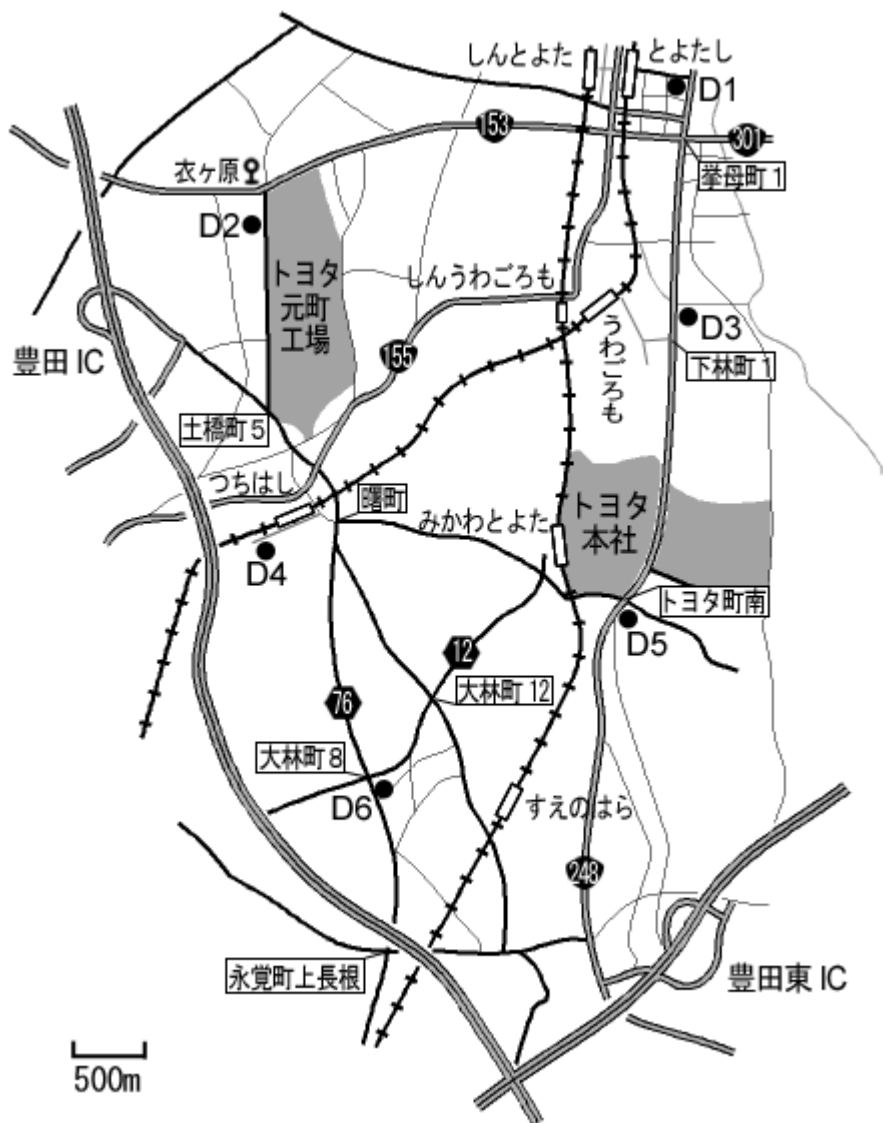 しんとよた
とよたし
D1
153
301
衣ヶ原
挙母町1
D2
トヨタ
元町
工場
しんうわごろも
D3
うわごろも
豊田IC
155
下林町1
土橋町5
つちはし
曙町
みかわとよた
トヨタ
本社
D4
トヨタ町南
D5
12
76
大林町12
大林町8
D6
すえのはら
248
永覚町上長根
豊田東IC
500m